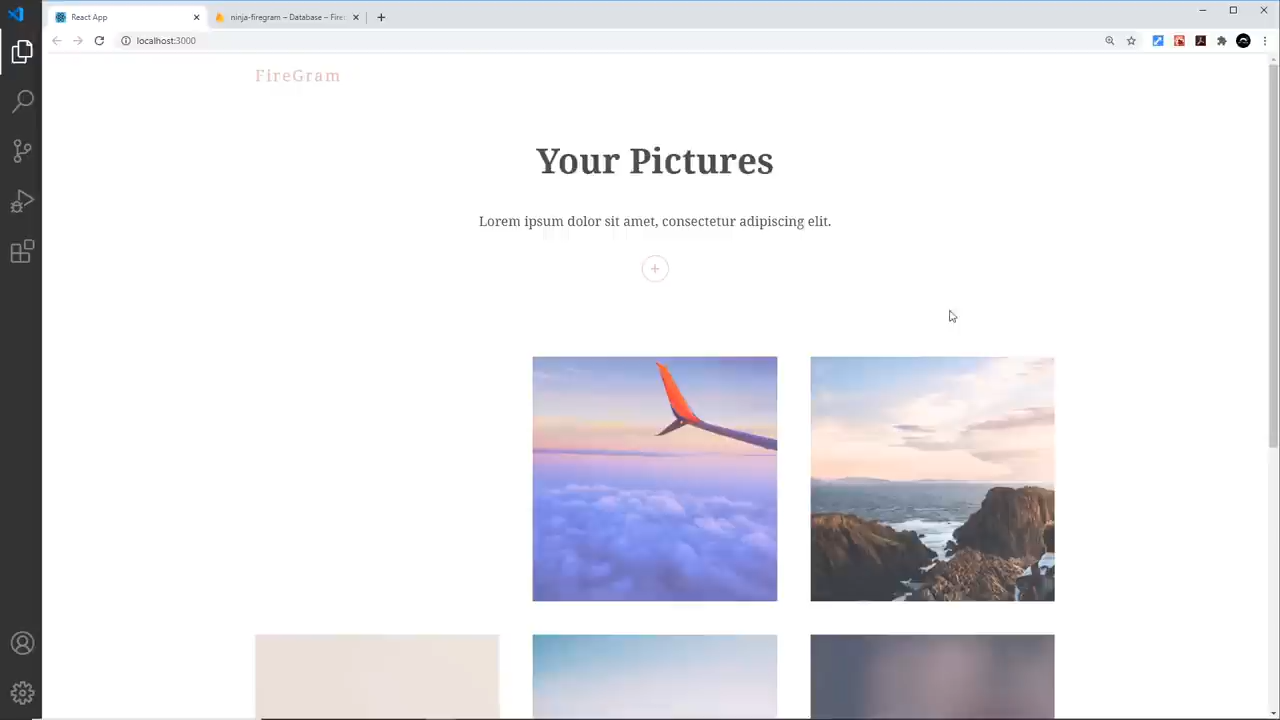 React App
ninja-firegram – Database – Fire
localhost:3000
FireGram
Your Pictures
Lorem ipsum dolor sit amet, consectetur adipiscing elit.
+